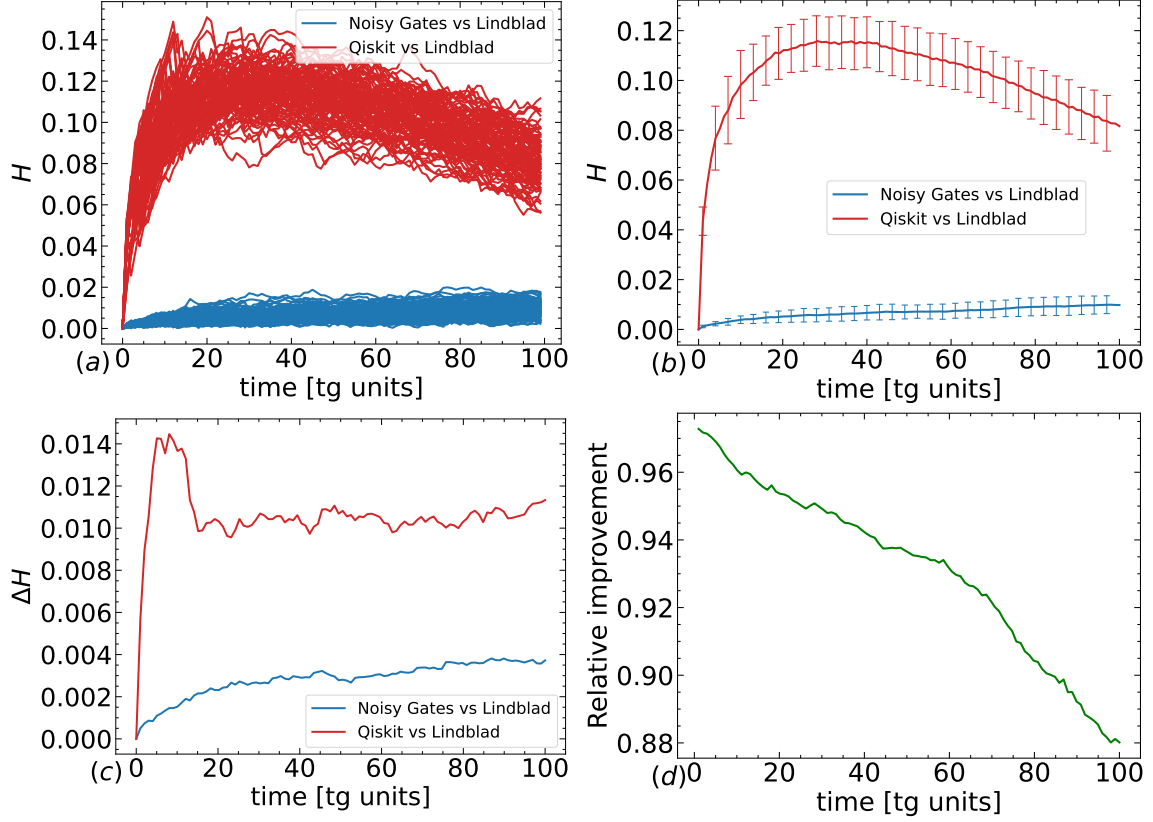 Noisy Gates vs Lindblad
Qiskit vs Lindblad
0.14
0.12
0.10
0.08
0.06
0.04
0.02
0.00
H
0 20 40 60 80 100
(a)
time [tg units]
0.12
0.10
0.08
0.06
0.04
0.02
0.00
H
Noisy Gates vs Lindblad
Qiskit vs Lindblad
0 20 40 60 80 100
(b)
time [tg units]
0.014
0.012
0.010
0.008
0.006
0.004
0.002
0.000
ΔH
Noisy Gates vs Lindblad
Qiskit vs Lindblad
0 20 40 60 80 100
(c)
time [tg units]
0.96
0.94
0.92
0.90
0.88
Relative improvement
0 20 40 60 80 100
(d)
time [tg units]